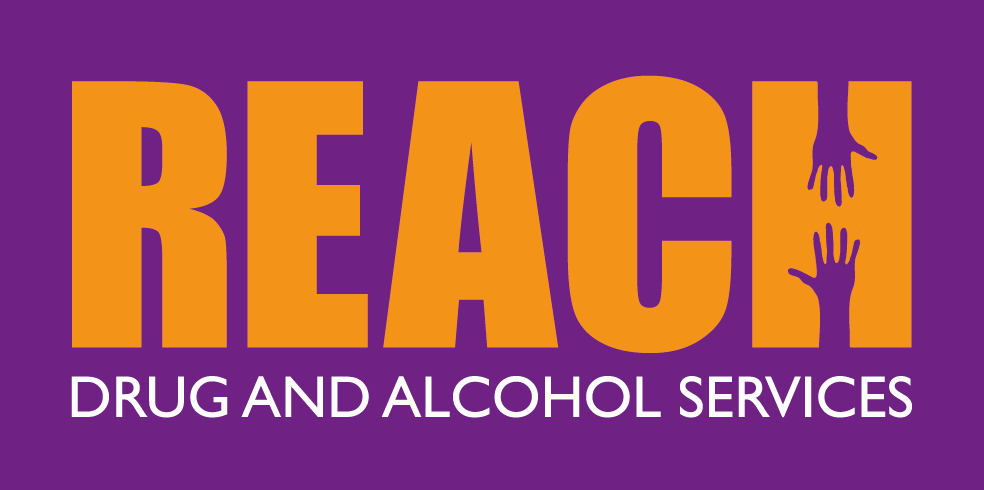 REACH
DRUG AND ALCOHOL SERVICES